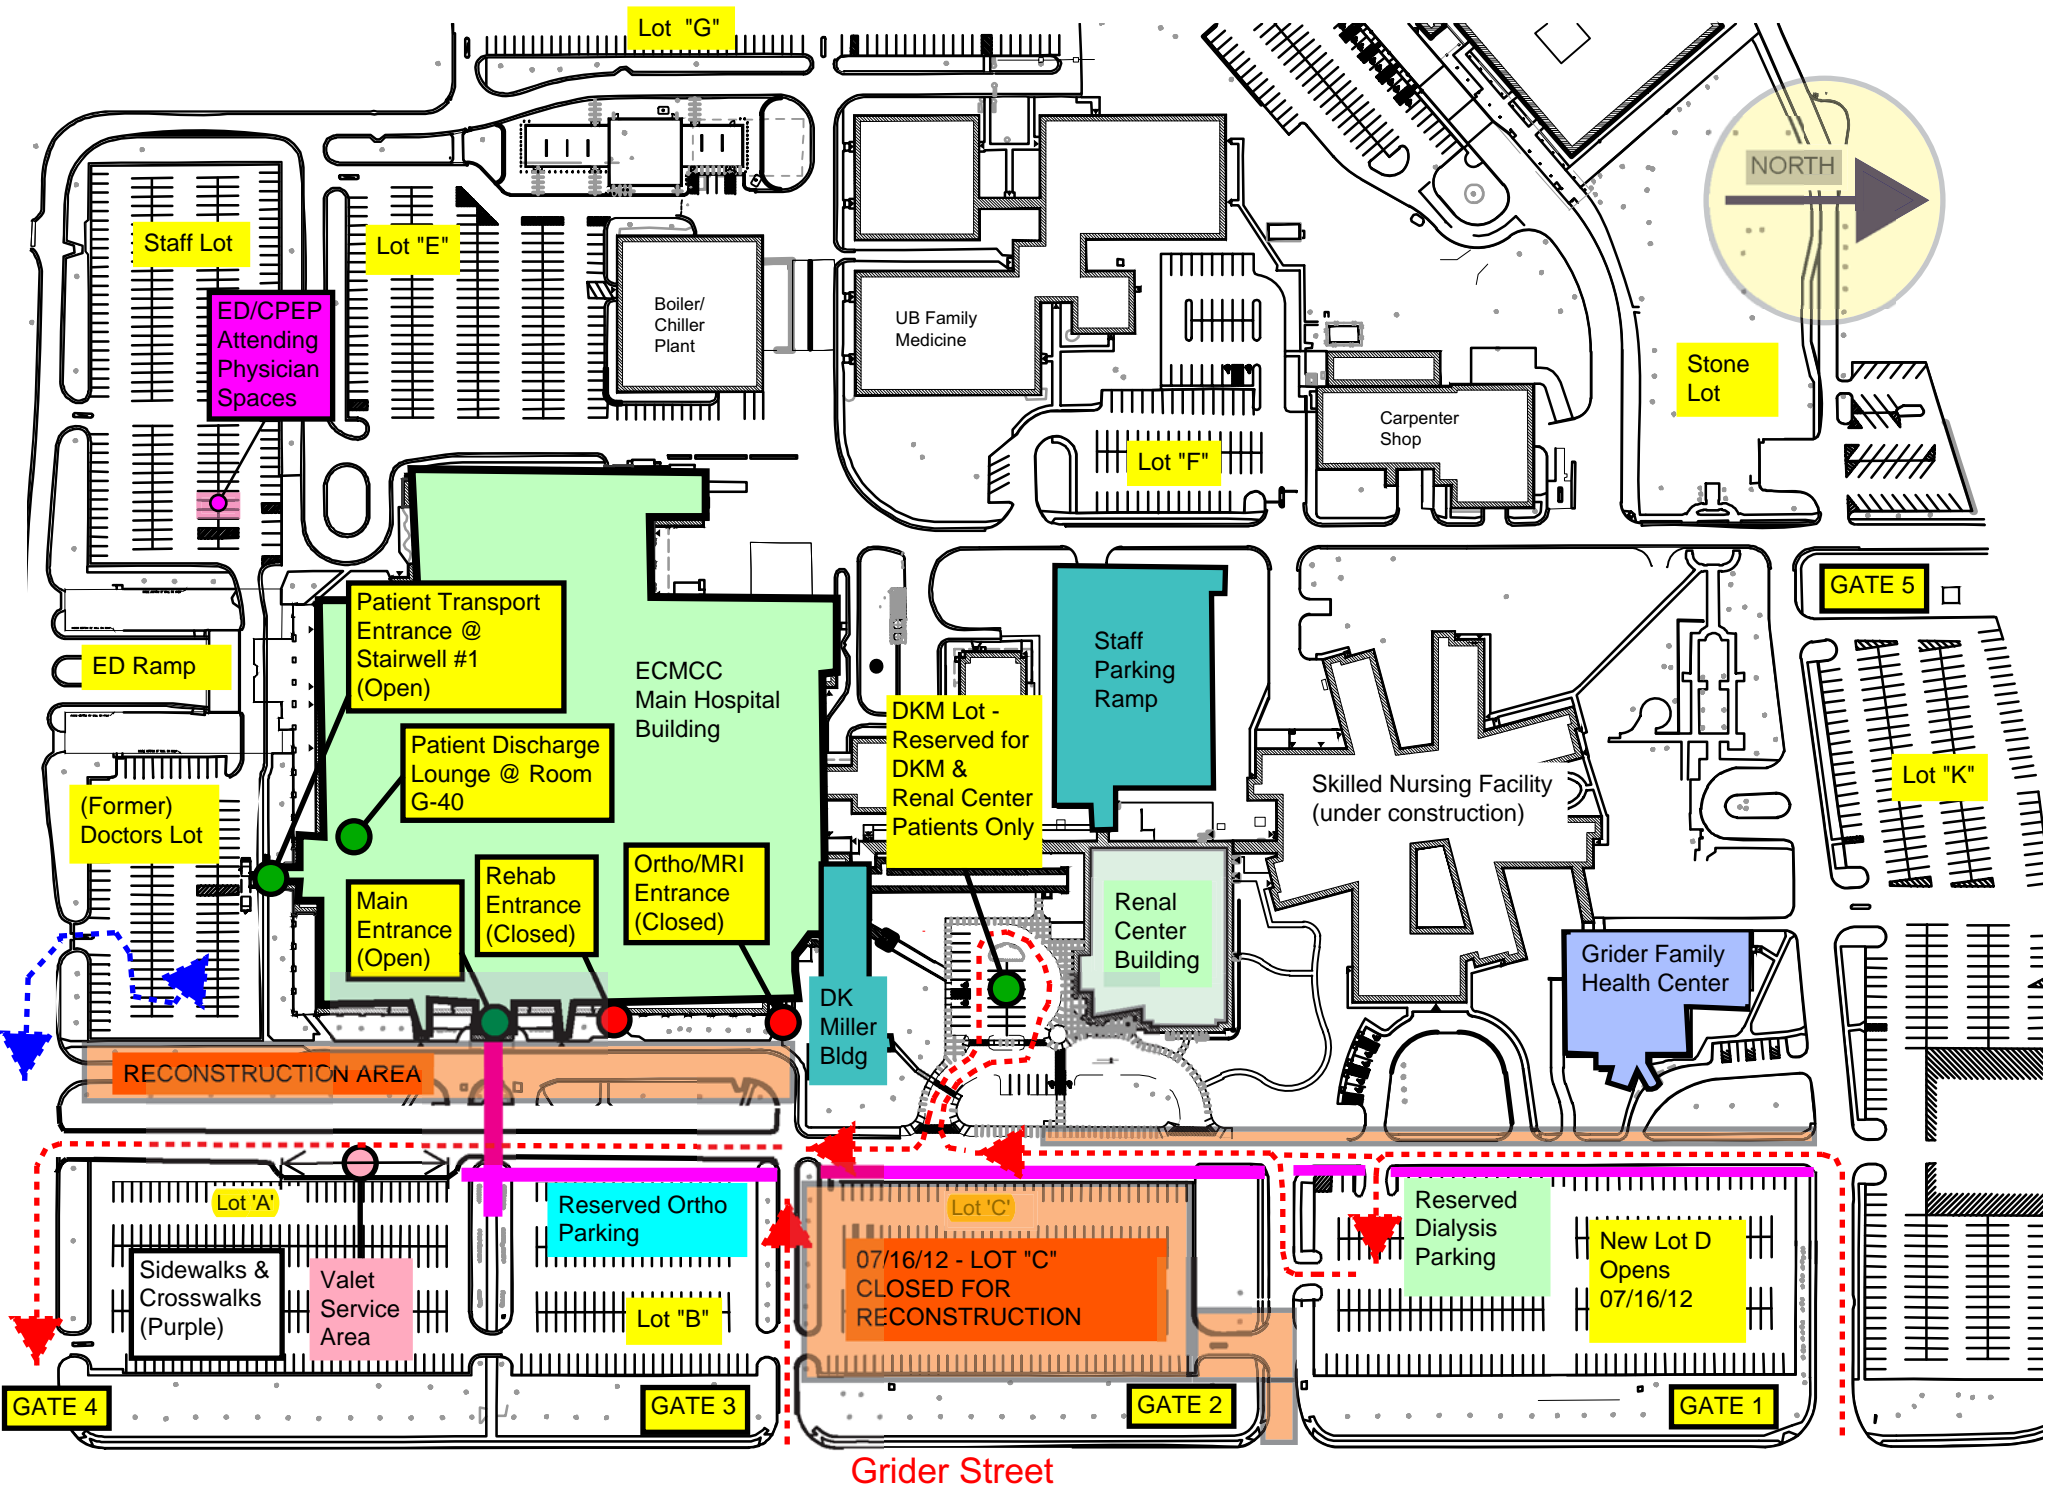 Lot "G"
NORTH
Staff Lot
Lot "E"
ED/CPEP
Attending
Physician
Spaces
Boiler/
Chiller
Plant
UB Family
Medicine
Stone
Lot
Carpenter
Shop
Lot "F"
GATE 5
Patient Transport
Entrance @
Stairwell #1
(Open)
ED Ramp
ECMCC
Main Hospital
Building
Staff
Parking
Ramp
DKM Lot -
Reserved for
DKM &
Renal Center
Patients Only
Patient Discharge
Lounge @ Room
G-40
Skilled Nursing Facility
(under construction)
Lot "K"
(Former)
Doctors Lot
Main
Entrance
(Open)
Rehab
Entrance
(Closed)
Ortho/MRI
Entrance
(Closed)
Renal
Center
Building
Grider Family
Health Center
DK
Miller
Bldg
RECONSTRUCTION AREA
Lot 'A'
Reserved Ortho
Parking
Lot 'C'
Reserved
Dialysis
Parking
Sidewalks &
Crosswalks
(Purple)
Valet
Service
Area
Lot "B"
07/16/12 - LOT "C"
CLOSED FOR
RECONSTRUCTION
New Lot D
Opens
07/16/12
GATE 4
GATE 3
GATE 2
GATE 1
Grider Street